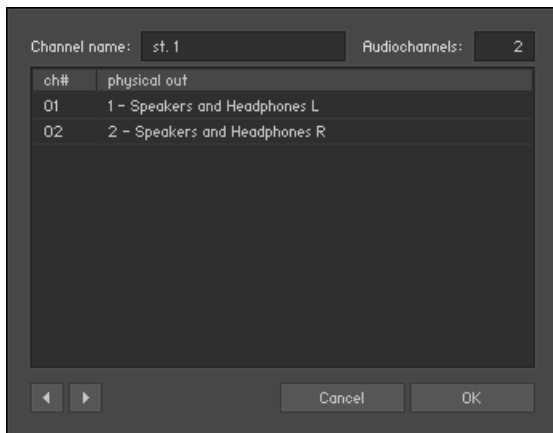 Channel name: st. 1 Audiochannels: 2
ch# physical out
01 1 - Speakers and Headphones L
02 2 - Speakers and Headphones R
Cancel OK